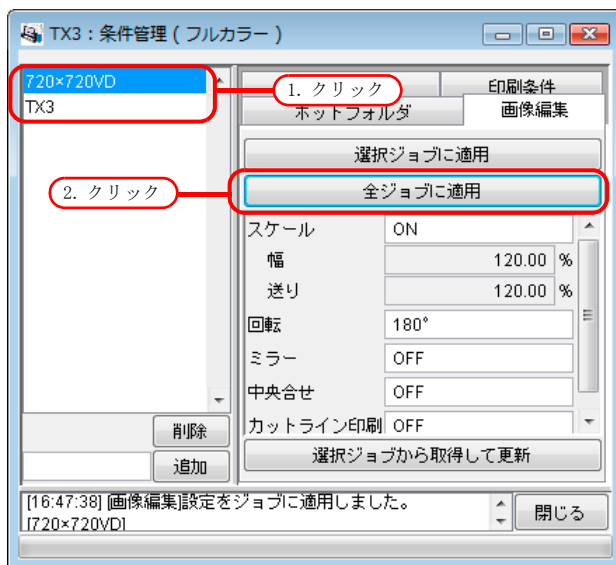 TX3：条件管理 ( フルカラー )
720×720VD
TX3
1. クリック
印刷条件
ホットフォルダ
画像編集
選択ジョブに適用
2. クリック
全ジョブに適用
スケール ON
幅 120.00 %
送り 120.00 %
回転 180°
ミラー OFF
中央合せ OFF
カットライン印刷 OFF
削除
選択ジョブから取得して更新
追加
[16:47:38] [画像編集]設定をジョブに適用しました。
[720×720VD]
閉じる